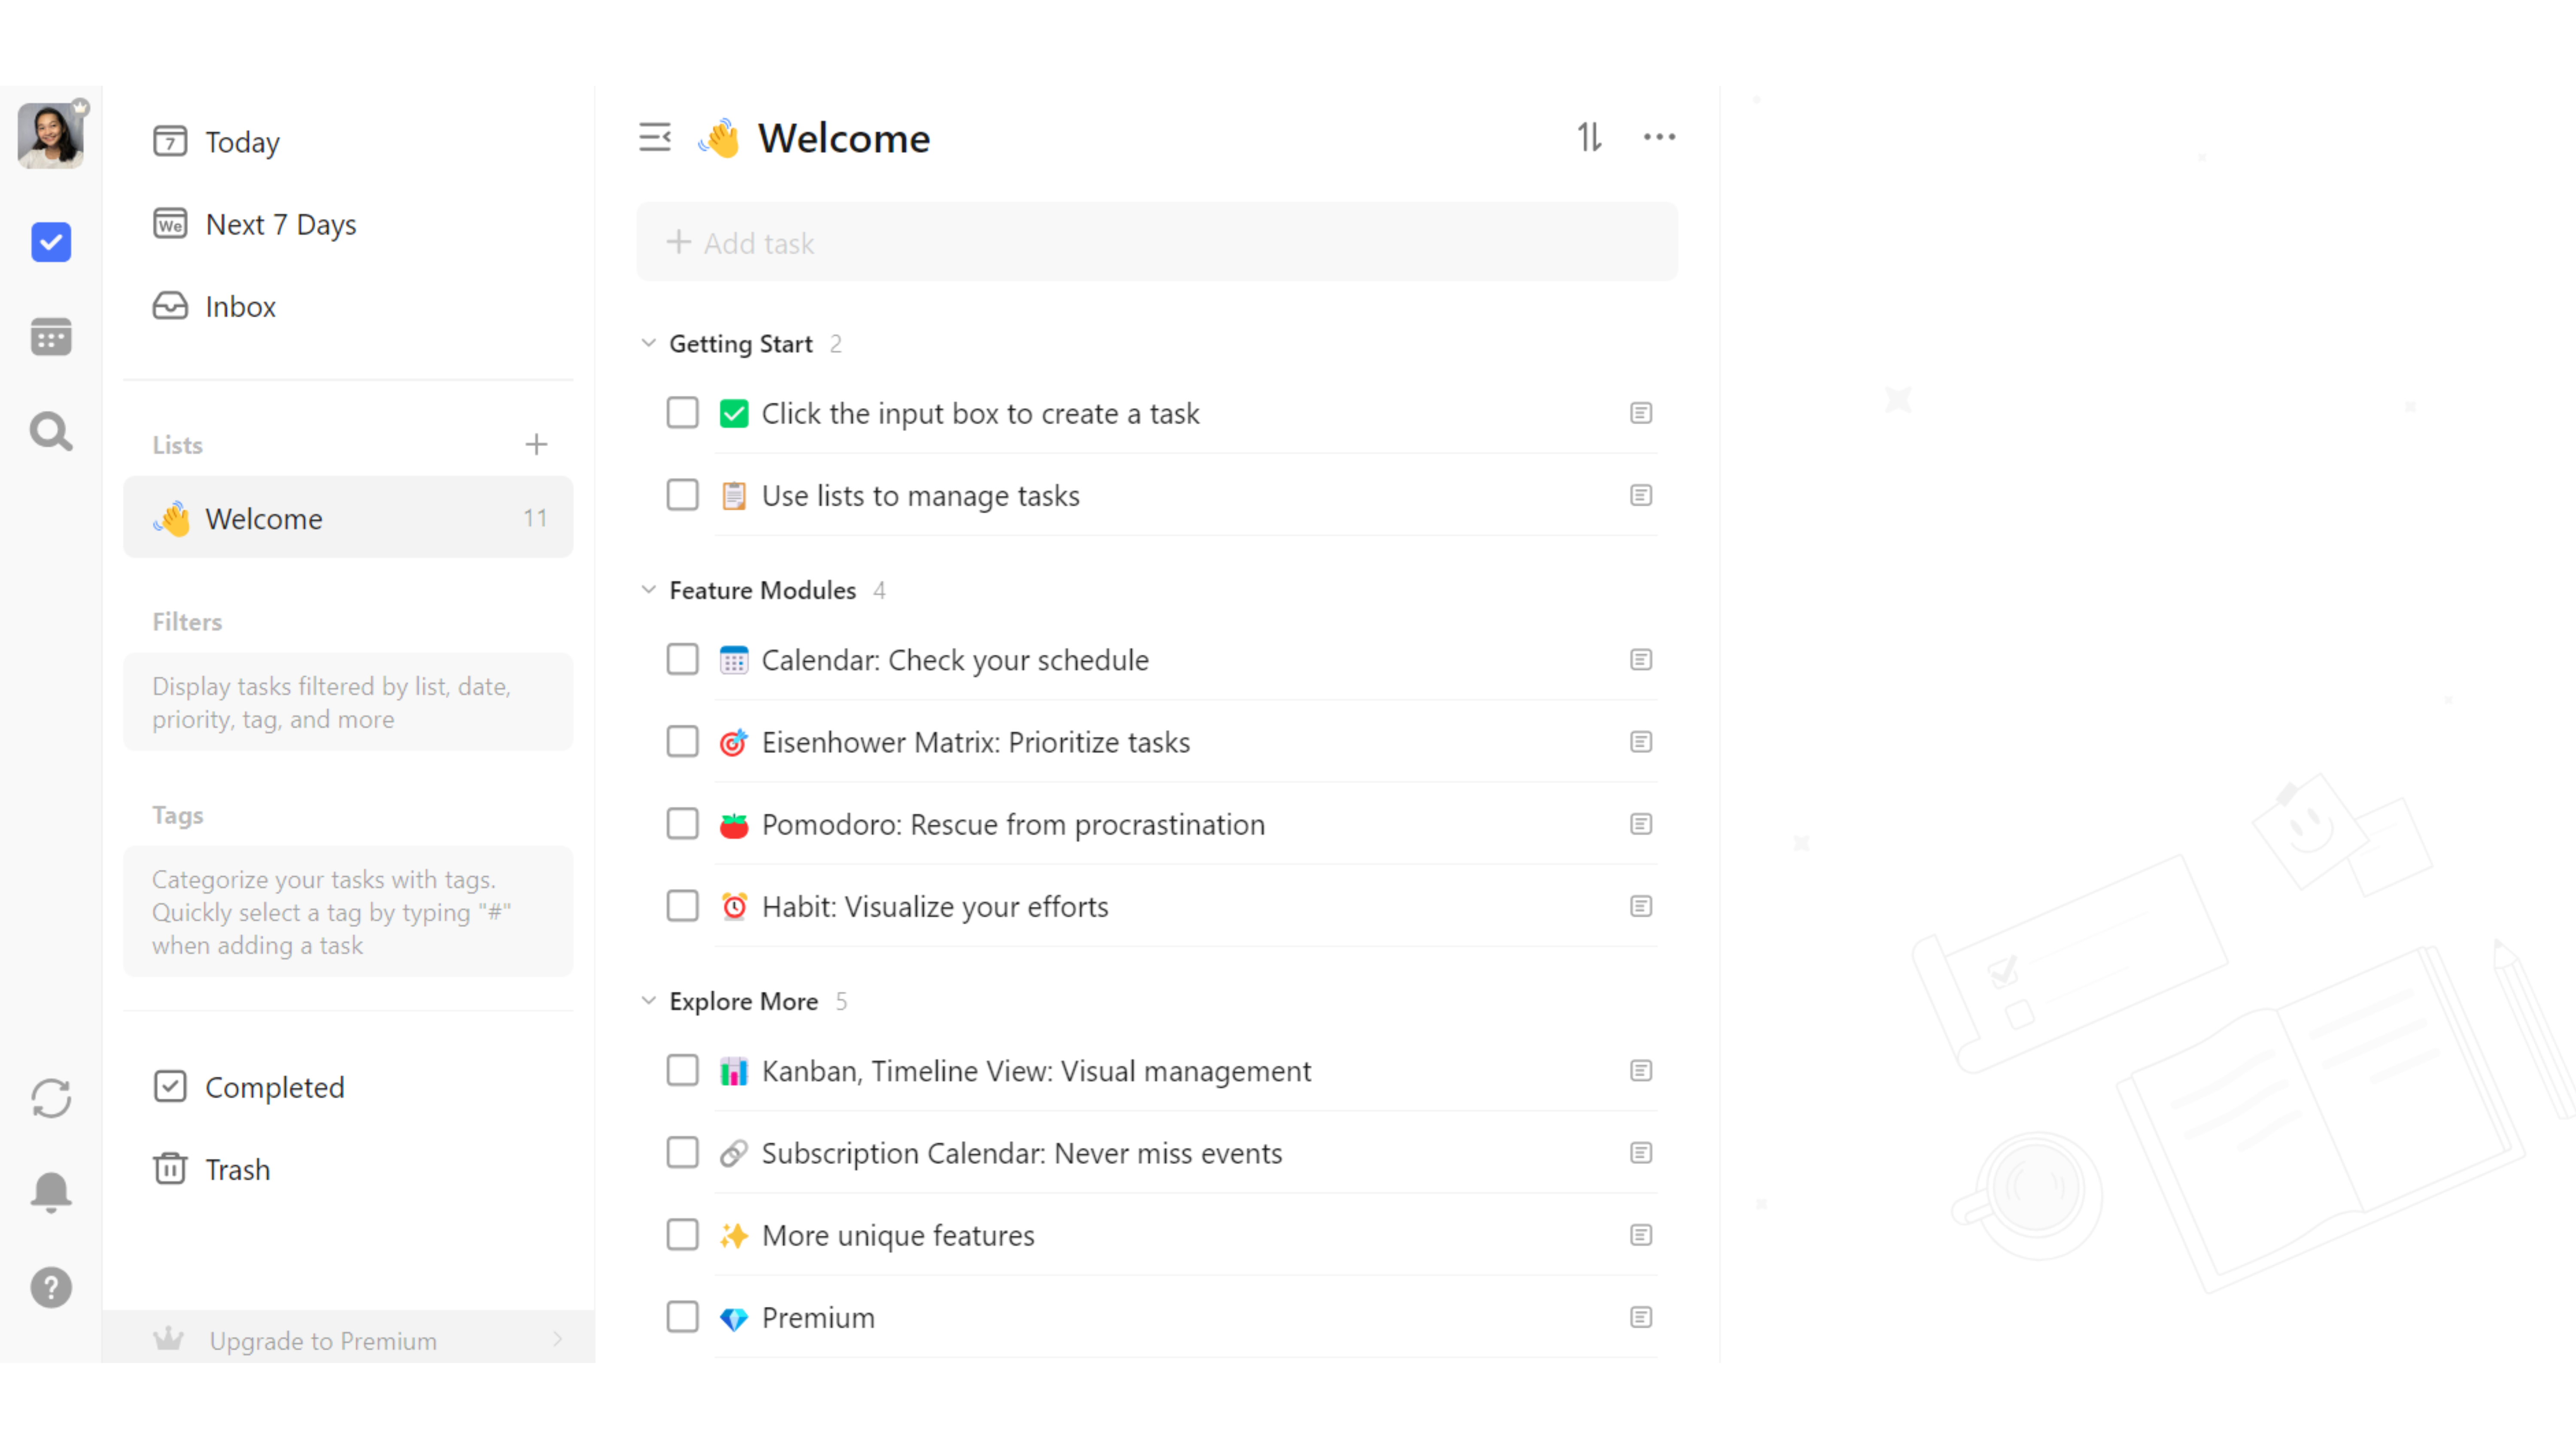 7 Today
We Next 7 Days
Inbox
Lists
Welcome 11
Filters
Display tasks filtered by list, date,
priority, tag, and more
Tags
Categorize your tasks with tags.
Quickly select a tag by typing "#"
when adding a task
Completed
Trash
Upgrade to Premium
Welcome
Add task
Getting Start 2
Click the input box to create a task
Use lists to manage tasks
Feature Modules 4
Calendar: Check your schedule
Eisenhower Matrix: Prioritize tasks
Pomodoro: Rescue from procrastination
Habit: Visualize your efforts
Explore More 5
Kanban, Timeline View: Visual management
Subscription Calendar: Never miss events
More unique features
Premium